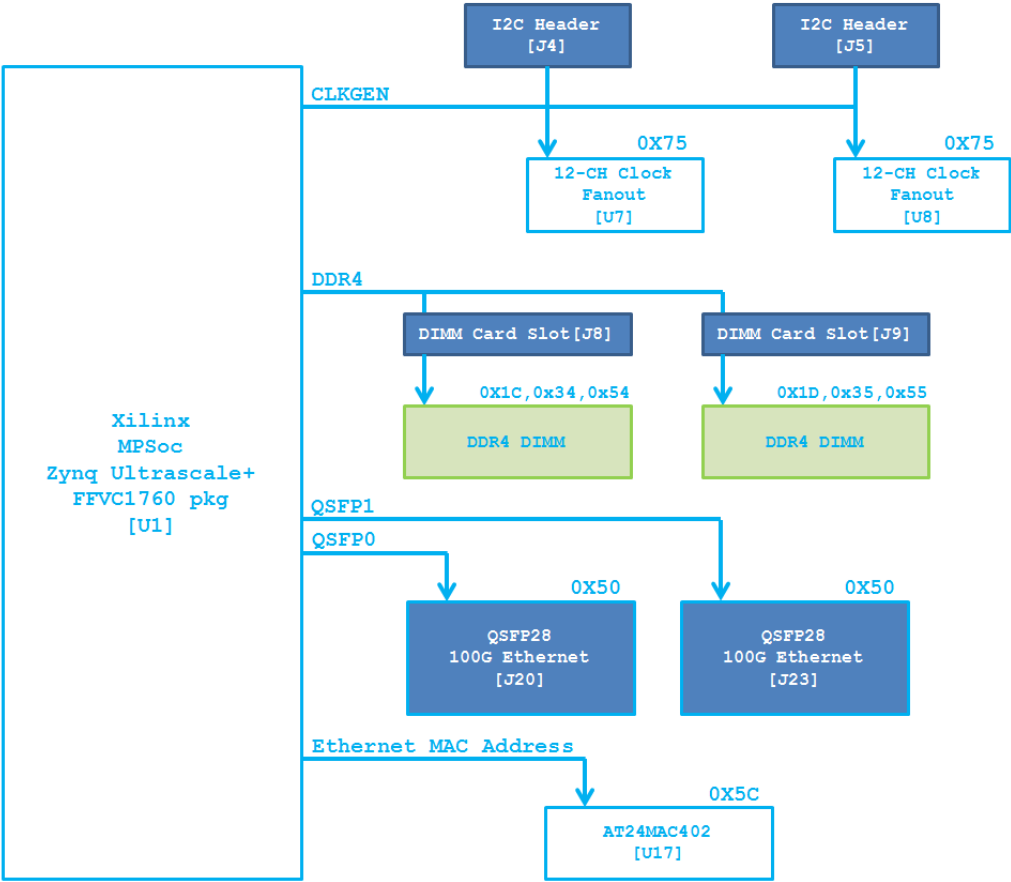 I2C Header
[J4]
I2C Header
[J5]
CLKGEN
0X75
12-CH Clock
Fanout
[U7]
0X75
12-CH Clock
Fanout
[U8]
DDR4
DIMM Card Slot[J8]
DIMM Card Slot[J9]
0X1C,0x34,0x54
DDR4 DIMM
0X1D,0x35,0x55
DDR4 DIMM
Xilinx
MPSoc
Zynq Ultrascale+
FFVC1760 pkg
[U1]
QSFP1
QSFP0
0X50
QSFP28
100G Ethernet
[J20]
0X50
QSFP28
100G Ethernet
[J23]
Ethernet MAC Address
0X5C
AT24MAC402
[U17]